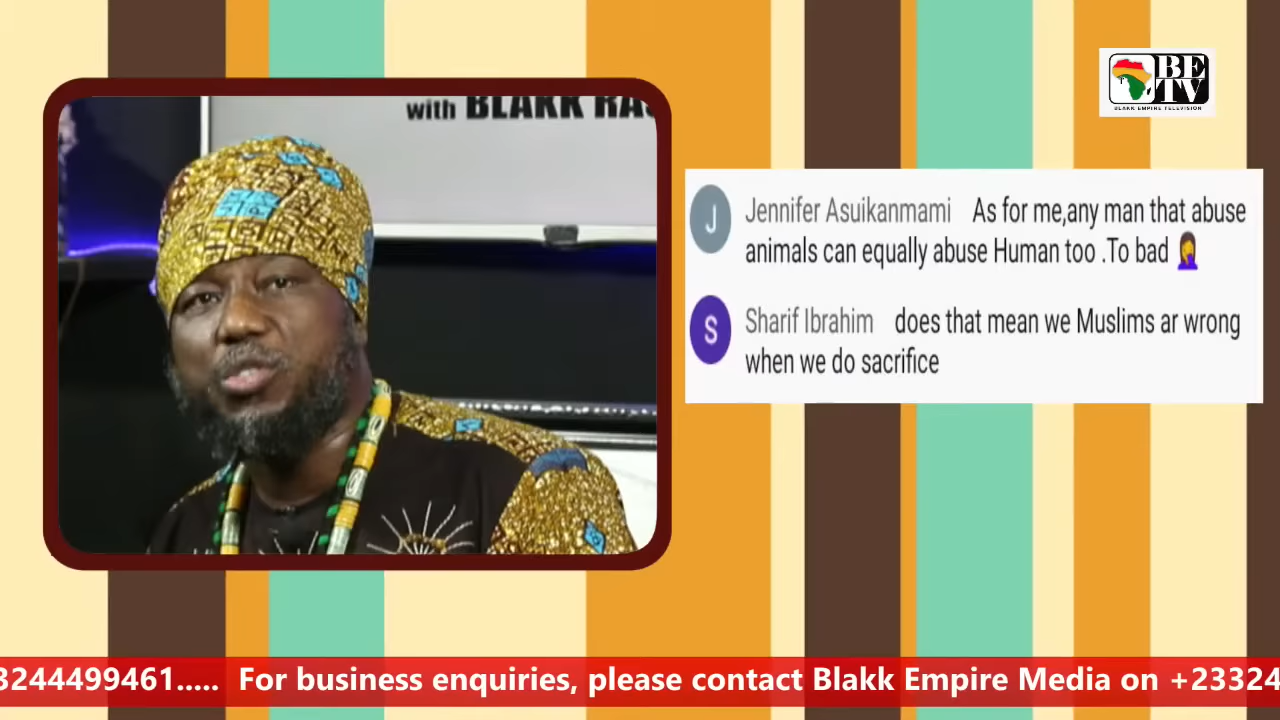 with BLAKK RA
BE
TV
BLAKK EMPIRE TELEVISION
J
Jennifer Asuikanmami As for me,any man that abuse
animals can equally abuse Human too .To bad 🤦‍♀️
S
Sharif Ibrahim does that mean we Muslims ar wrong
when we do sacrifice
3244499461..... For business enquiries, please contact Blakk Empire Media on +23324